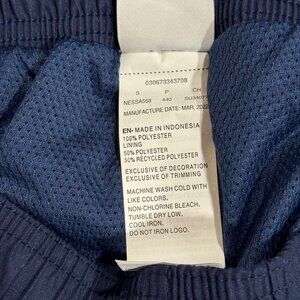 030673343708
S P CH
NESSA558 440
MANUFACTURE DATE: MAR, 2022
EN- MADE IN INDONESIA
100% POLYESTER
LINING
50% POLYESTER
50% RECYCLED POLYESTER
EXCLUSIVE OF DECORATION
EXCLUSIVE OF TRIMMING
MACHINE WASH COLD WITH
LIKE COLORS.
NON-CHLORINE BLEACH.
TUMBLE DRY LOW.
COOL IRON.
DO NOT IRON LOGO.